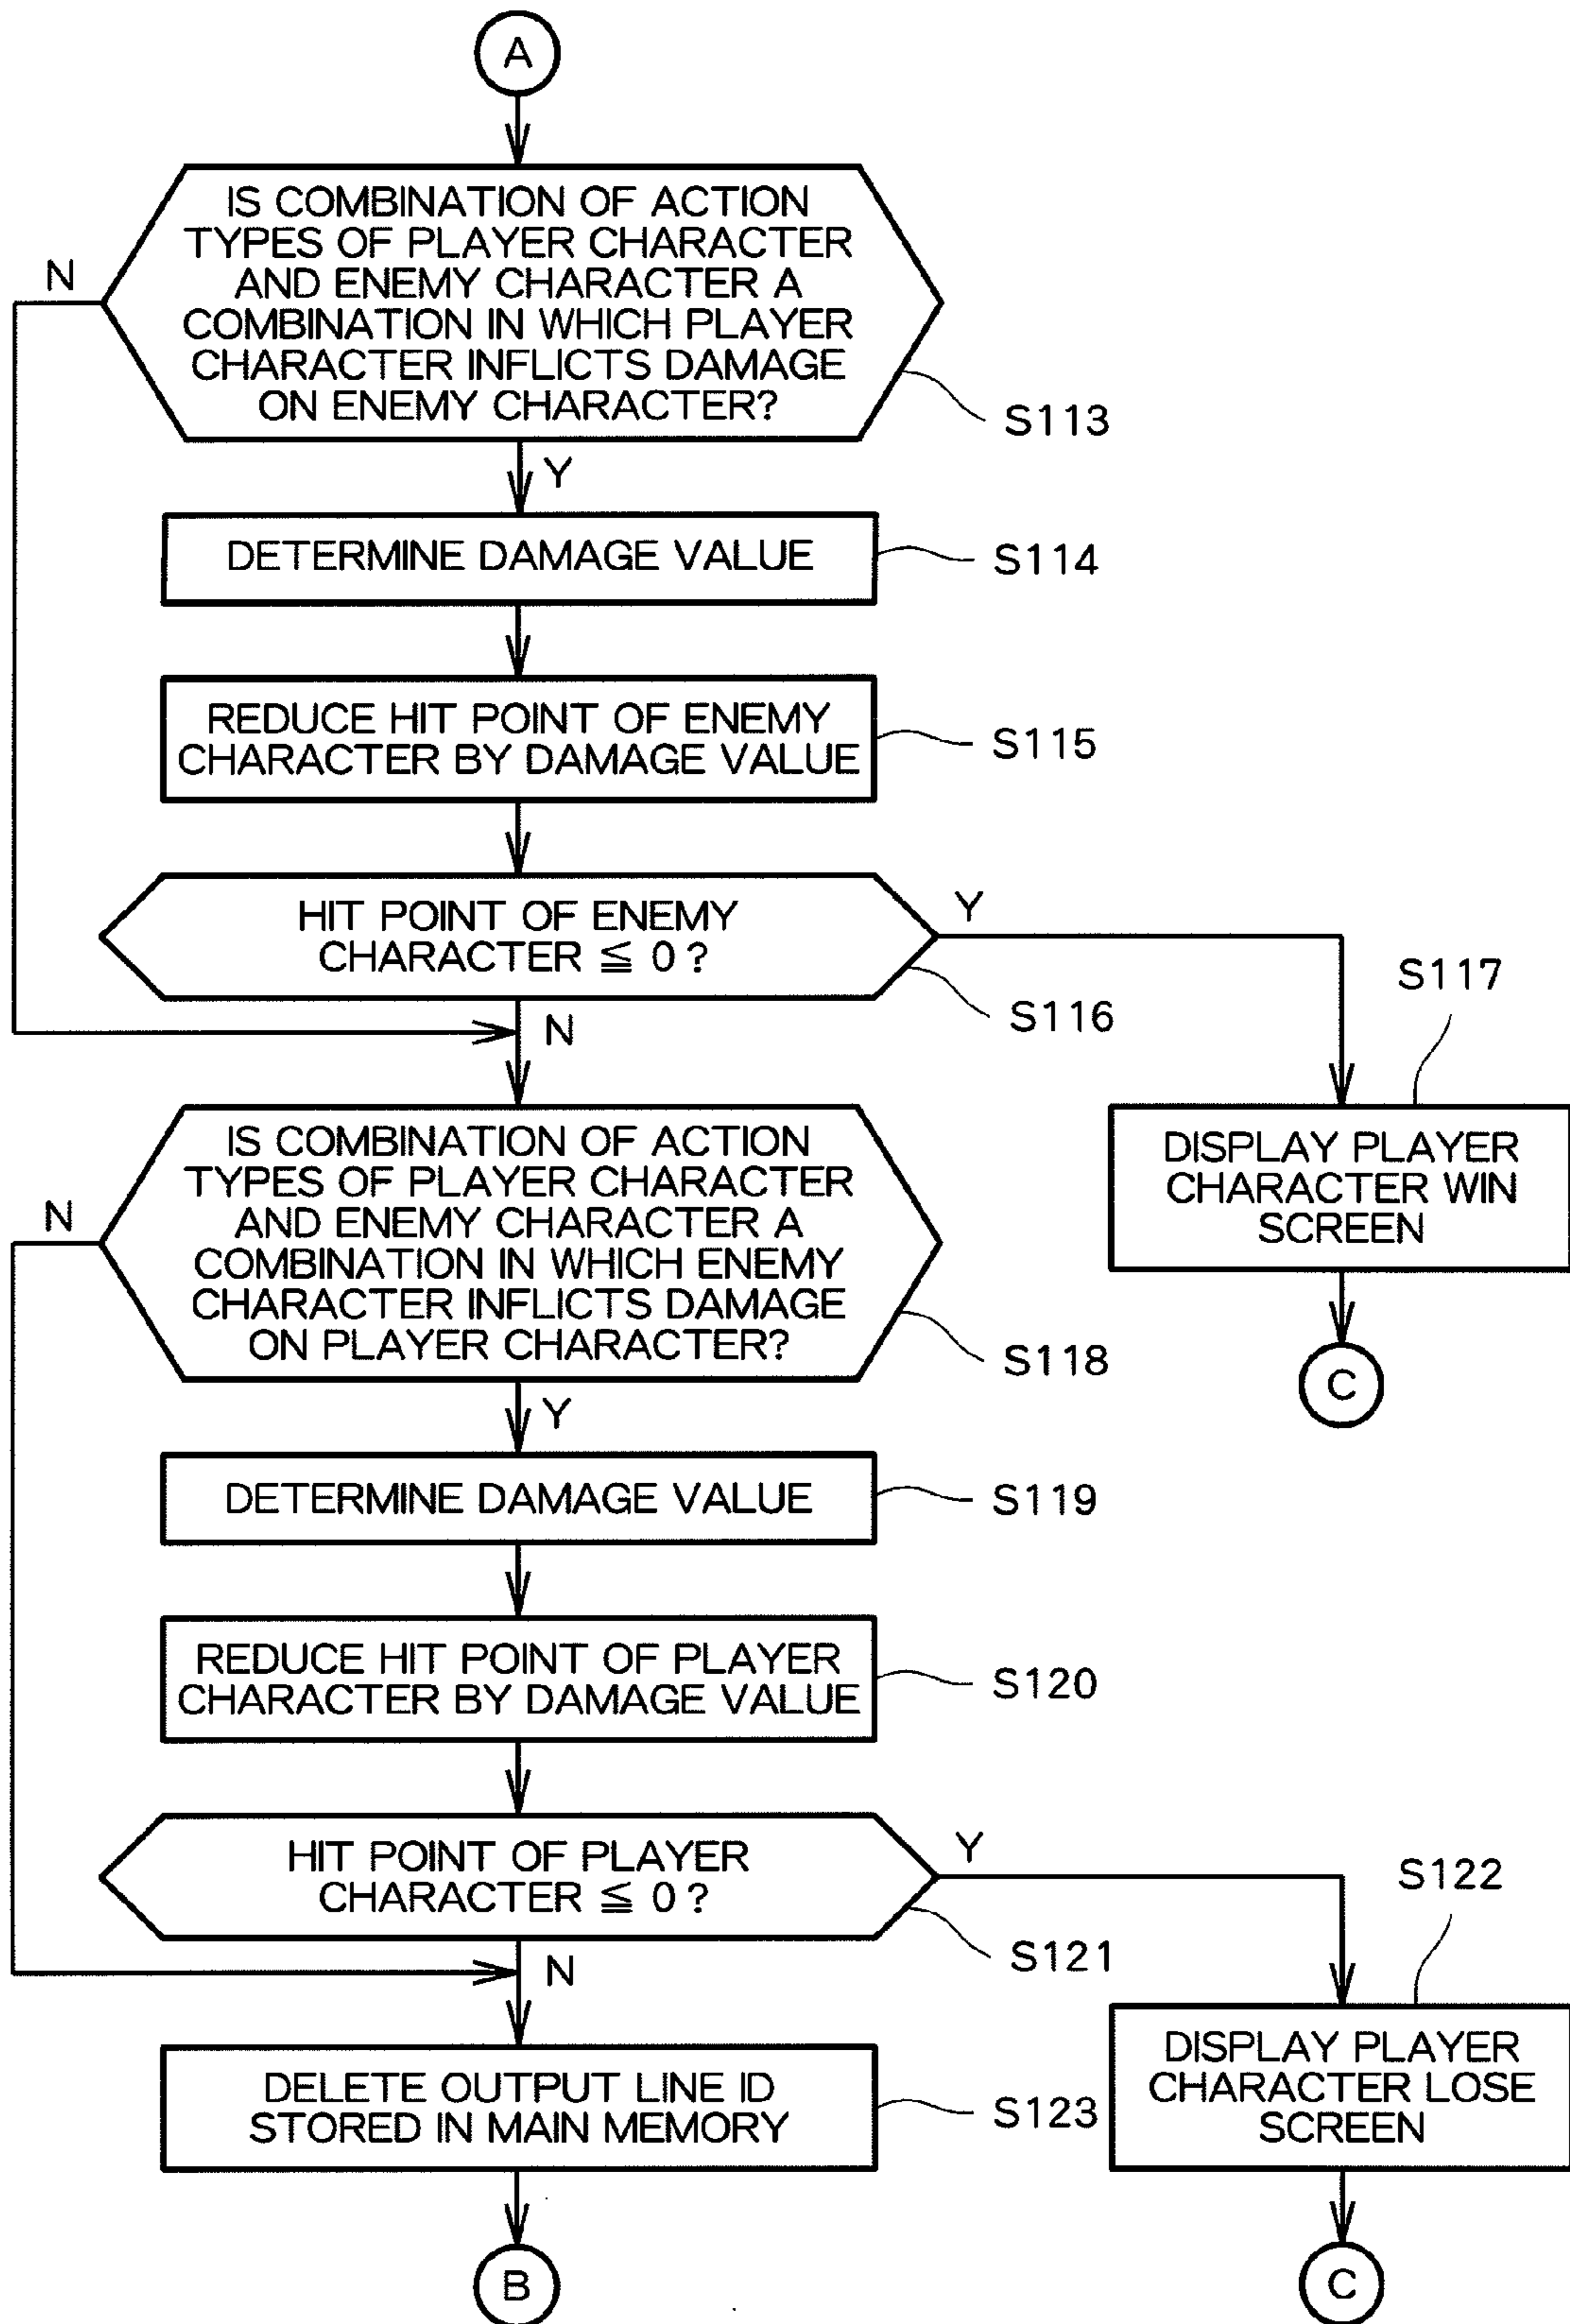 A
IS COMBINATION OF ACTION
TYPES OF PLAYER CHARACTER
AND ENEMY CHARACTER A
COMBINATION IN WHICH PLAYER
CHARACTER INFLICTS DAMAGE
ON ENEMY CHARACTER?
N
S113
Y
DETERMINE DAMAGE VALUE
S114
REDUCE HIT POINT OF ENEMY
CHARACTER BY DAMAGE VALUE
S115
HIT POINT OF ENEMY
CHARACTER ≦ 0 ?
Y
S116
N
S117
DISPLAY PLAYER
CHARACTER WIN
SCREEN
C
IS COMBINATION OF ACTION
TYPES OF PLAYER CHARACTER
AND ENEMY CHARACTER A
COMBINATION IN WHICH ENEMY
CHARACTER INFLICTS DAMAGE
ON PLAYER CHARACTER?
N
S118
Y
DETERMINE DAMAGE VALUE
S119
REDUCE HIT POINT OF PLAYER
CHARACTER BY DAMAGE VALUE
S120
HIT POINT OF PLAYER
CHARACTER ≦ 0 ?
Y
S121
N
S122
DISPLAY PLAYER
CHARACTER LOSE
SCREEN
C
DELETE OUTPUT LINE ID
STORED IN MAIN MEMORY
S123
B